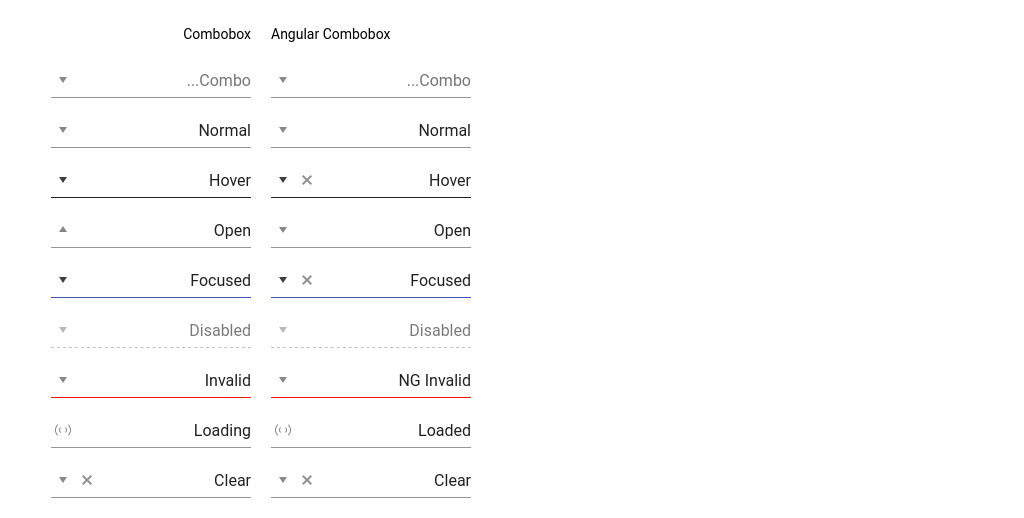 Combobox Angular Combobox
...Combo ...Combo
Normal Normal
Hover Hover
Open Open
Focused Focused
Disabled Disabled
Invalid NG Invalid
Loading Loaded
Clear Clear